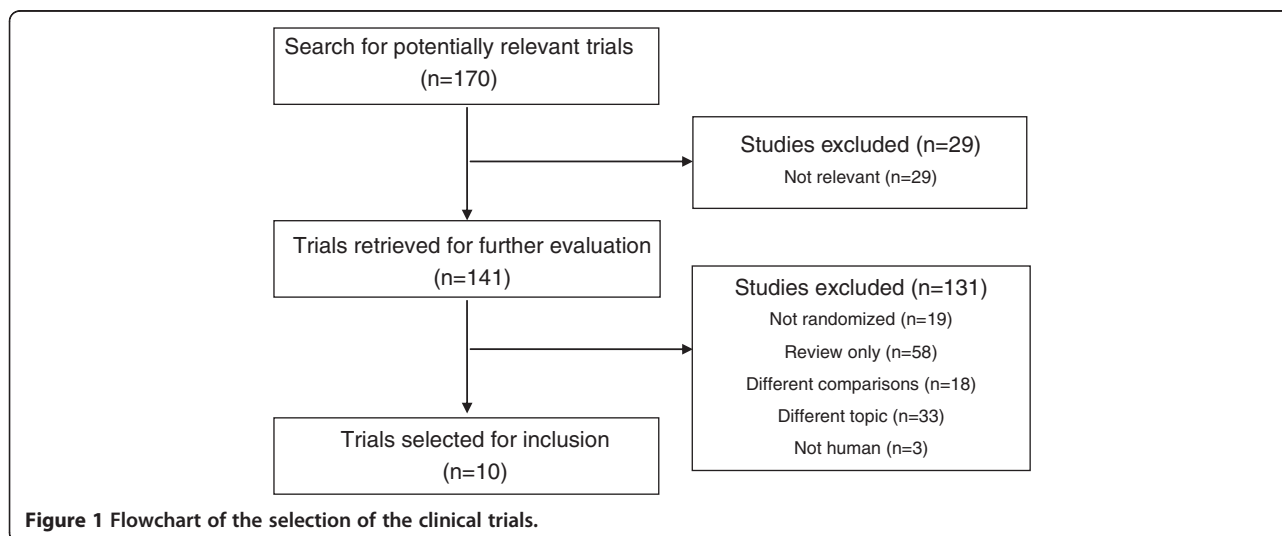 Search for potentially relevant trials
(n=170)
Studies excluded (n=29)
Not relevant (n=29)
Trials retrieved for further evaluation
(n=141)
Studies excluded (n=131)
Not randomized (n=19)
Review only (n=58)
Different comparisons (n=18)
Different topic (n=33)
Not human (n=3)
Trials selected for inclusion
(n=10)
Figure 1 Flowchart of the selection of the clinical trials.